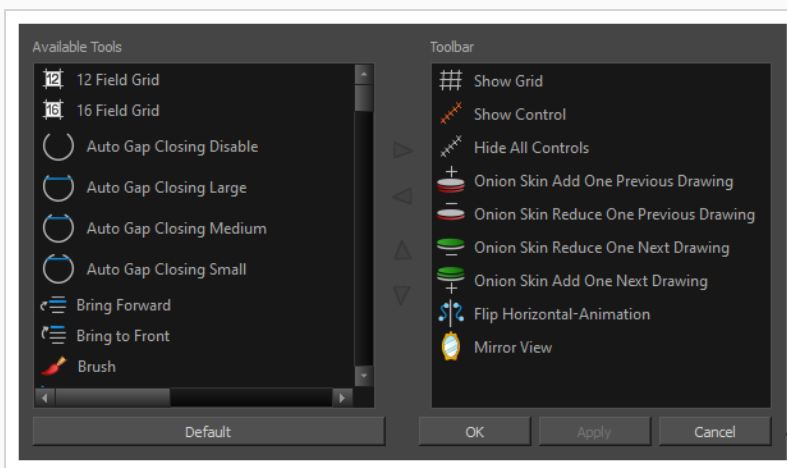 Available Tools
12 12 Field Grid
16 16 Field Grid
Auto Gap Closing Disable
Auto Gap Closing Large
Auto Gap Closing Medium
Auto Gap Closing Small
Bring Forward
Bring to Front
Brush
Default
Toolbar
Show Grid
Show Control
Hide All Controls
Onion Skin Add One Previous Drawing
Onion Skin Reduce One Previous Drawing
Onion Skin Reduce One Next Drawing
Onion Skin Add One Next Drawing
Flip Horizontal-Animation
Mirror View
OK
Apply
Cancel